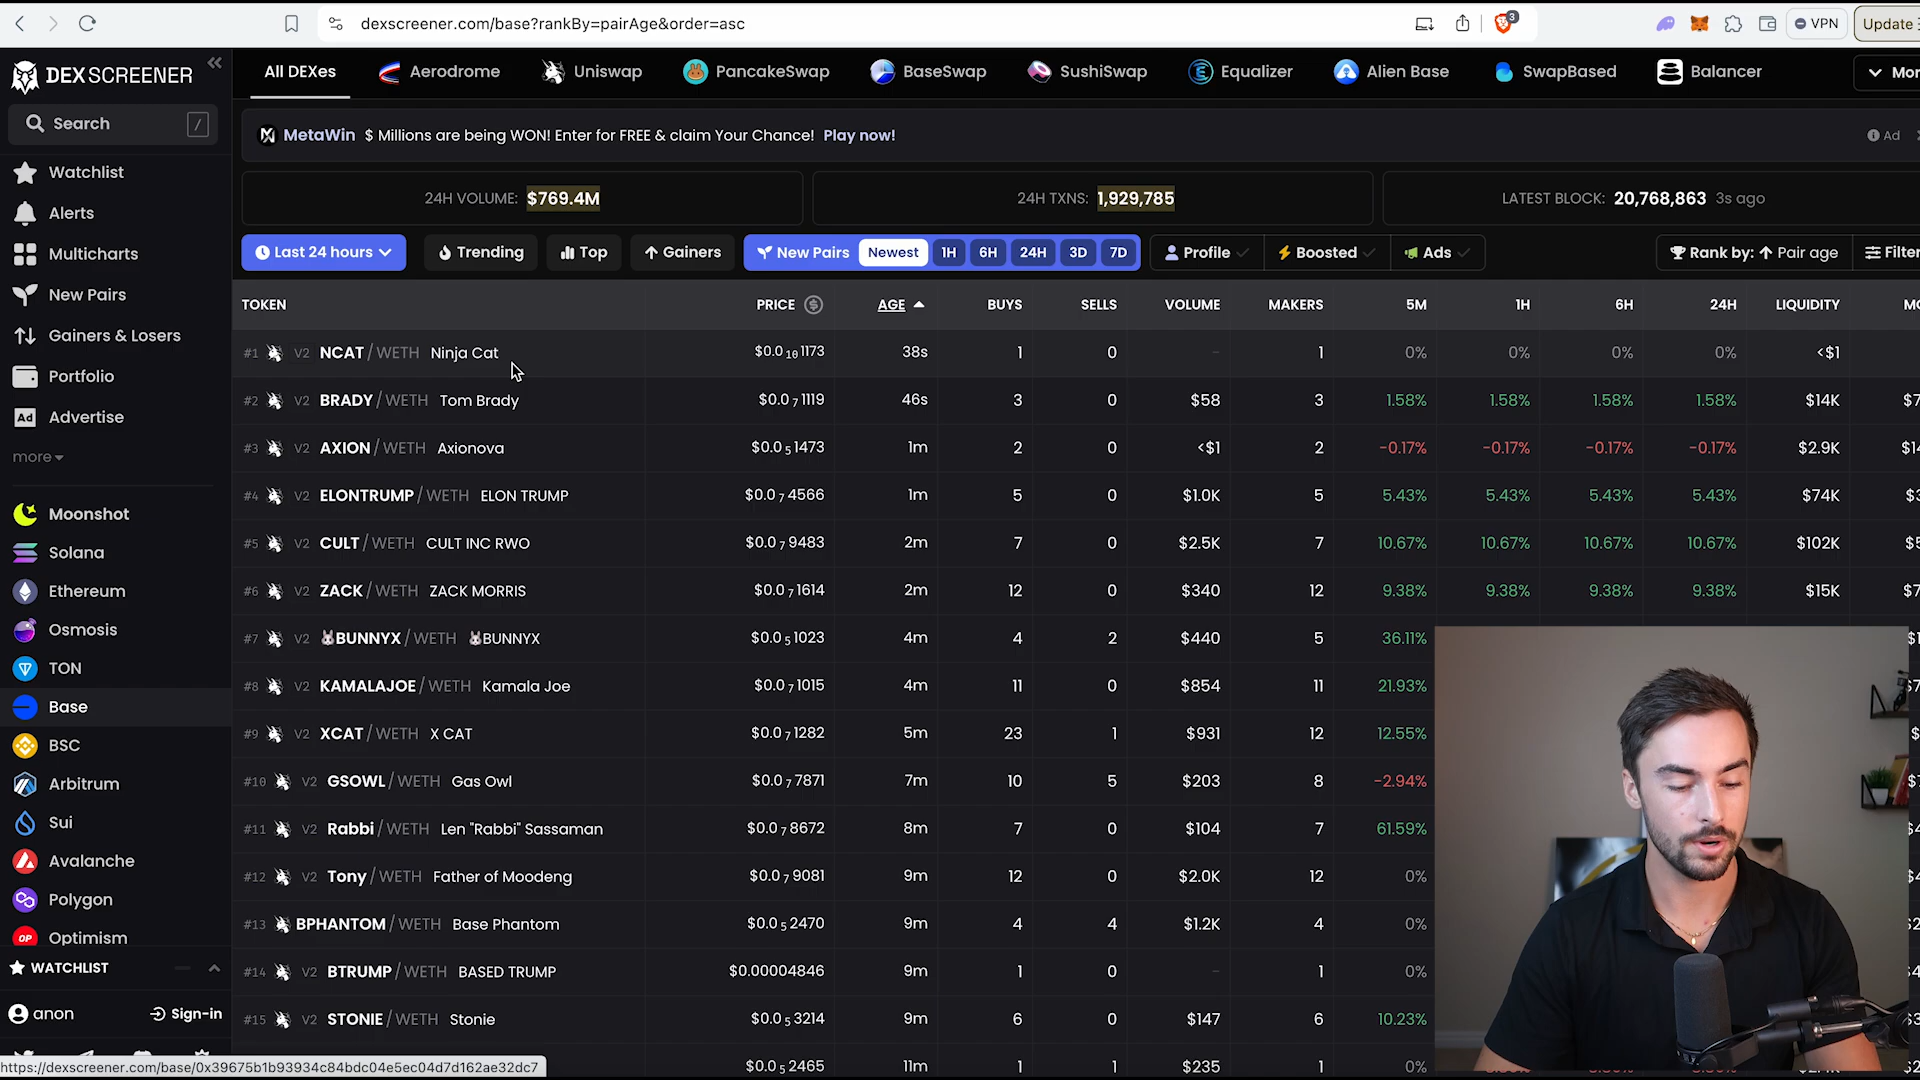 dexscreener.com/base?rankBy=pairAge&order=asc
3
VPN
Update
DEX SCREENER
Search /
Watchlist
Alerts
Multicharts
New Pairs
Gainers & Losers
Portfolio
Ad Advertise
more
Moonshot
Solana
Ethereum
Osmosis
TON
Base
BSC
Arbitrum
Sui
Avalanche
Polygon
OP Optimism
WATCHLIST
anon Sign-in
https://dexscreener.com/base/0x39675b1b93934c84bdc04e5ec04d7d162ae32dc7
All DEXes Aerodrome Uniswap PancakeSwap BaseSwap SushiSwap Equalizer Alien Base SwapBased Balancer
MetaWin $ Millions are being WON! Enter for FREE & claim Your Chance! Play now! Ad
24H VOLUME: $769.4M 24H TXNS: 1,929,785 LATEST BLOCK: 20,768,863 3s ago
Last 24 hours Trending Top Gainers New Pairs Newest 1H 6H 24H 3D 7D Profile Boosted Ads Rank by: Pair age
TOKEN PRICE AGE BUYS SELLS VOLUME MAKERS 5M 1H 6H 24H LIQUIDITY
#1 V2 NCAT / WETH Ninja Cat $0.0₁₀1173 38s 1 0 - 1 0% 0% 0% 0% <$1
#2 V2 BRADY / WETH Tom Brady $0.0₇1119 46s 3 0 $58 3 1.58% 1.58% 1.58% 1.58% $14K
#3 V2 AXION / WETH Axionova $0.0₅1473 1m 2 0 <$1 2 -0.17% -0.17% -0.17% -0.17% $2.9K
#4 V2 ELONTRUMP / WETH ELON TRUMP $0.0₇4566 1m 5 0 $1.0K 5 5.43% 5.43% 5.43% 5.43% $74K
#5 V2 CULT / WETH CULT INC RWO $0.0₇9483 2m 7 0 $2.5K 7 10.67% 10.67% 10.67% 10.67% $102K
#6 V2 ZACK / WETH ZACK MORRIS $0.0₇1614 2m 12 0 $340 12 9.38% 9.38% 9.38% 9.38% $15K
#7 V2 🐰BUNNYX / WETH 🐰BUNNYX $0.0₅1023 4m 4 2 $440 5 36.11%
#8 V2 KAMALAJOE / WETH Kamala Joe $0.0₇1015 4m 11 0 $854 11 21.93%
#9 V2 XCAT / WETH X CAT $0.0₇1282 5m 23 1 $931 12 12.55%
#10 V2 GSOWL / WETH Gas Owl $0.0₇7871 7m 10 5 $203 8 -2.94%
#11 V2 Rabbi / WETH Len "Rabbi" Sassaman $0.0₇8672 8m 7 0 $104 7 61.59%
#12 V2 Tony / WETH Father of Moodeng $0.0₇9081 9m 12 0 $2.0K 12 0%
#13 BPHANTOM / WETH Base Phantom $0.0₅2470 9m 4 4 $1.2K 4 0%
#14 V2 BTRUMP / WETH BASED TRUMP $0.00004846 9m 1 0 - 1 0%
#15 V2 STONIE / WETH Stonie $0.0₅3214 9m 6 0 $147 6 10.23%
$0.0₅2465 11m 1 1 $235 1 0%